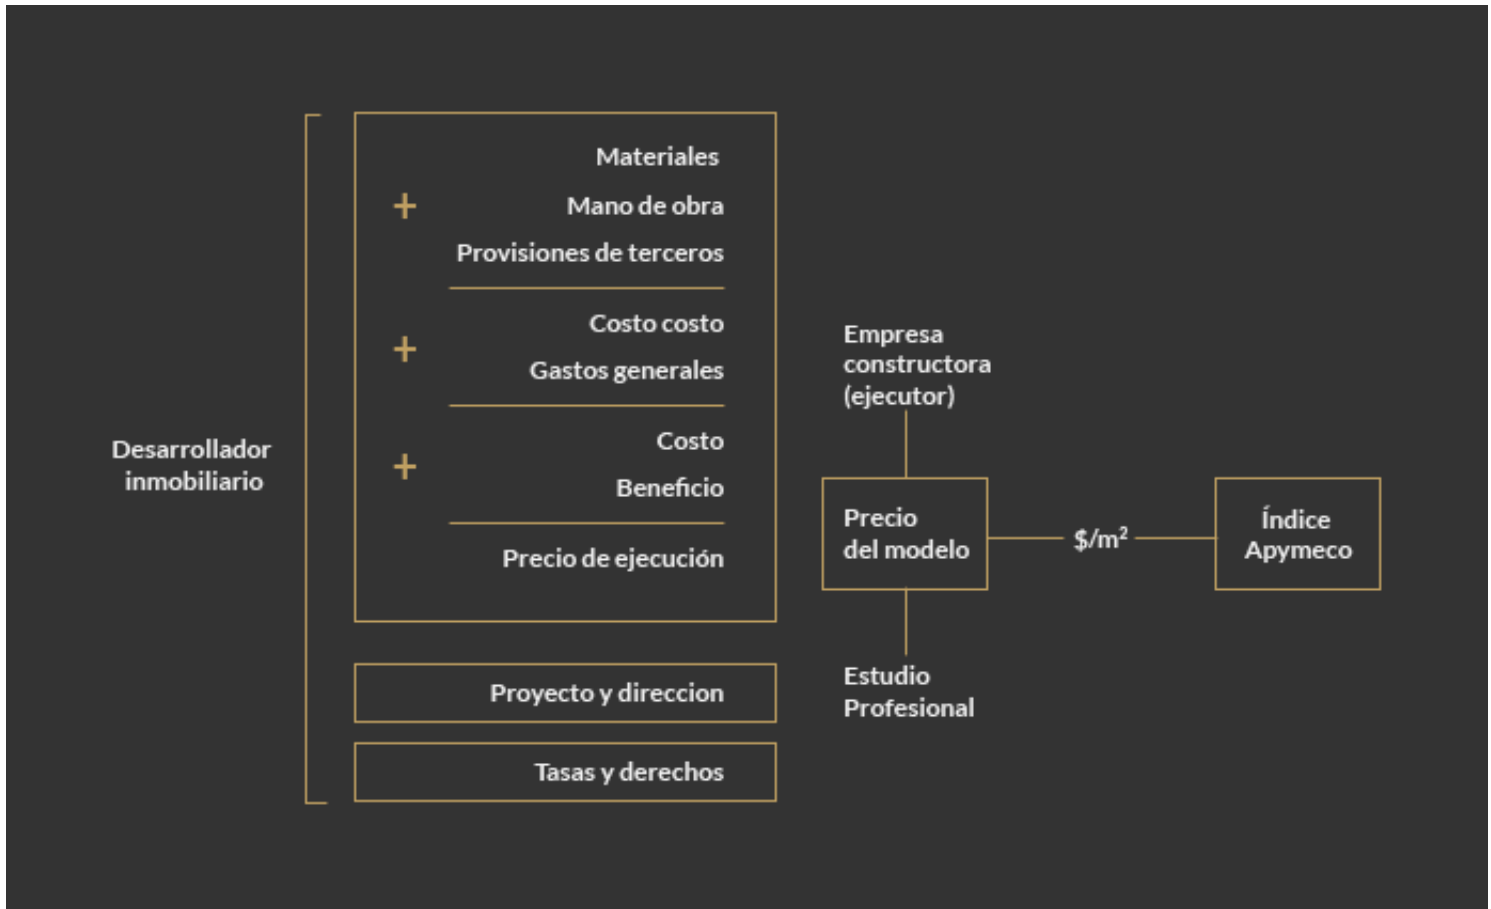 Desarrollador
inmobiliario
+
Materiales
Mano de obra
Provisiones de terceros
+
Costo costo
Gastos generales
+
Costo
Beneficio
Precio de ejecución
Proyecto y direccion
Tasas y derechos
Empresa
constructora
(ejecutor)
Precio
del modelo
Estudio
Profesional
$/m²
Índice
Apymeco